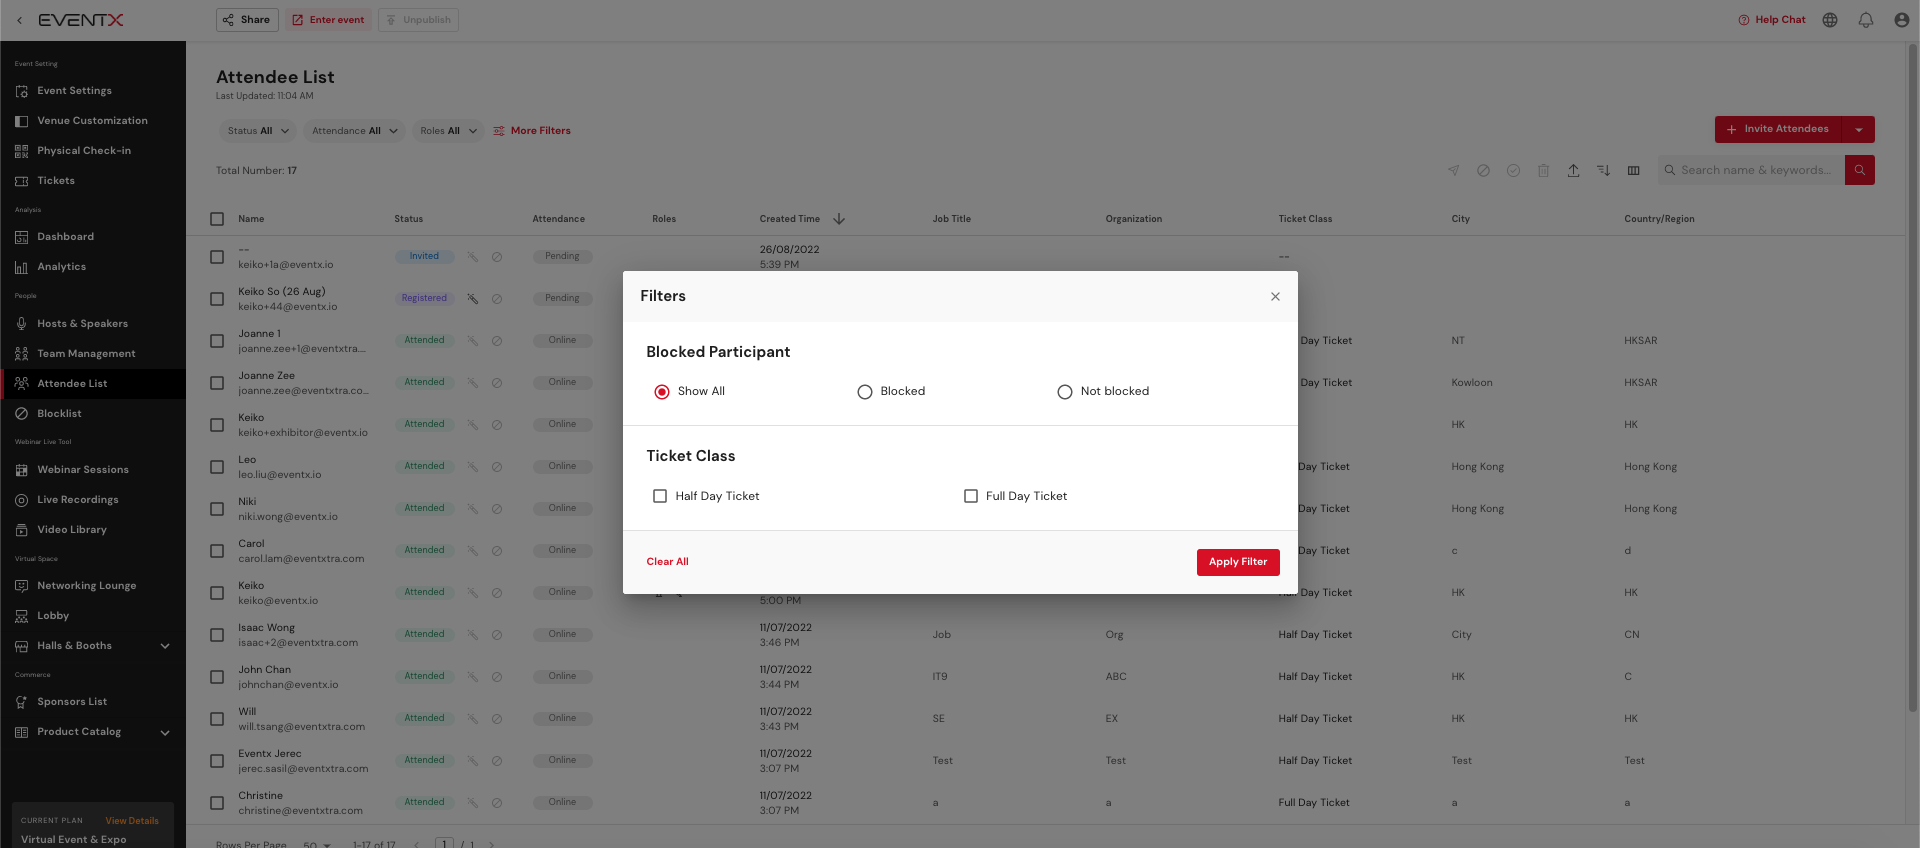 EVENTX
Share
Enter event
Unpublish
Help Chat
Event Setting
Event Settings
Venue Customization
Physical Check-in
Tickets
Analysis
Dashboard
Analytics
People
Hosts & Speakers
Team Management
Attendee List
Blocklist
Webinar Live Tool
Webinar Sessions
Live Recordings
Video Library
Virtual Space
Networking Lounge
Lobby
Halls & Booths
Commerce
Sponsors List
Product Catalog
CURRENT PLAN View Details
Virtual Event & Expo
Attendee List
Last Updated: 11:04 AM
Status All Attendance All Roles All More Filters
Invite Attendees
Total Number: 17
Search name & keywords...
Name Status Attendance Roles Created Time Job Title Organization Ticket Class City Country/Region
-- Invited Pending 26/08/2022 --
keiko+1a@eventx.io 5:39 PM
Keiko So (26 Aug) Registered Pending
keiko+44@eventx.io
Joanne 1 Attended Online Day Ticket NT HKSAR
joanne.zee+1@eventxtra....
Joanne Zee Attended Online Day Ticket Kowloon HKSAR
joanne.zee@eventxtra.co...
Keiko Attended Online HK HK
keiko+exhibitor@eventx.io
Leo Attended Online Day Ticket Hong Kong Hong Kong
leo.liu@eventx.io
Niki Attended Online Day Ticket Hong Kong Hong Kong
niki.wong@eventx.io
Carol Attended Online Day Ticket c d
carol.lam@eventxtra.com
Keiko Attended Online Half Day Ticket HK HK
keiko@eventx.io 5:00 PM
Isaac Wong Attended Online 11/07/2022 Job Org Half Day Ticket City CN
isaac+2@eventxtra.com 3:46 PM
John Chan Attended Online 11/07/2022 IT9 ABC Half Day Ticket HK C
johnchan@eventx.io 3:44 PM
Will Attended Online 11/07/2022 SE EX Half Day Ticket HK HK
will.tsang@eventxtra.com 3:43 PM
Eventx Jerec Attended Online 11/07/2022 Test Test Half Day Ticket Test Test
jerec.sasil@eventxtra.com 3:07 PM
Christine Attended Online 11/07/2022 a a Full Day Ticket a a
christine@eventxtra.com 3:07 PM
Rows Per Page 50 1-17 of 17 1 / 1
Filters
Blocked Participant
Show All Blocked Not blocked
Ticket Class
Half Day Ticket Full Day Ticket
Clear All Apply Filter